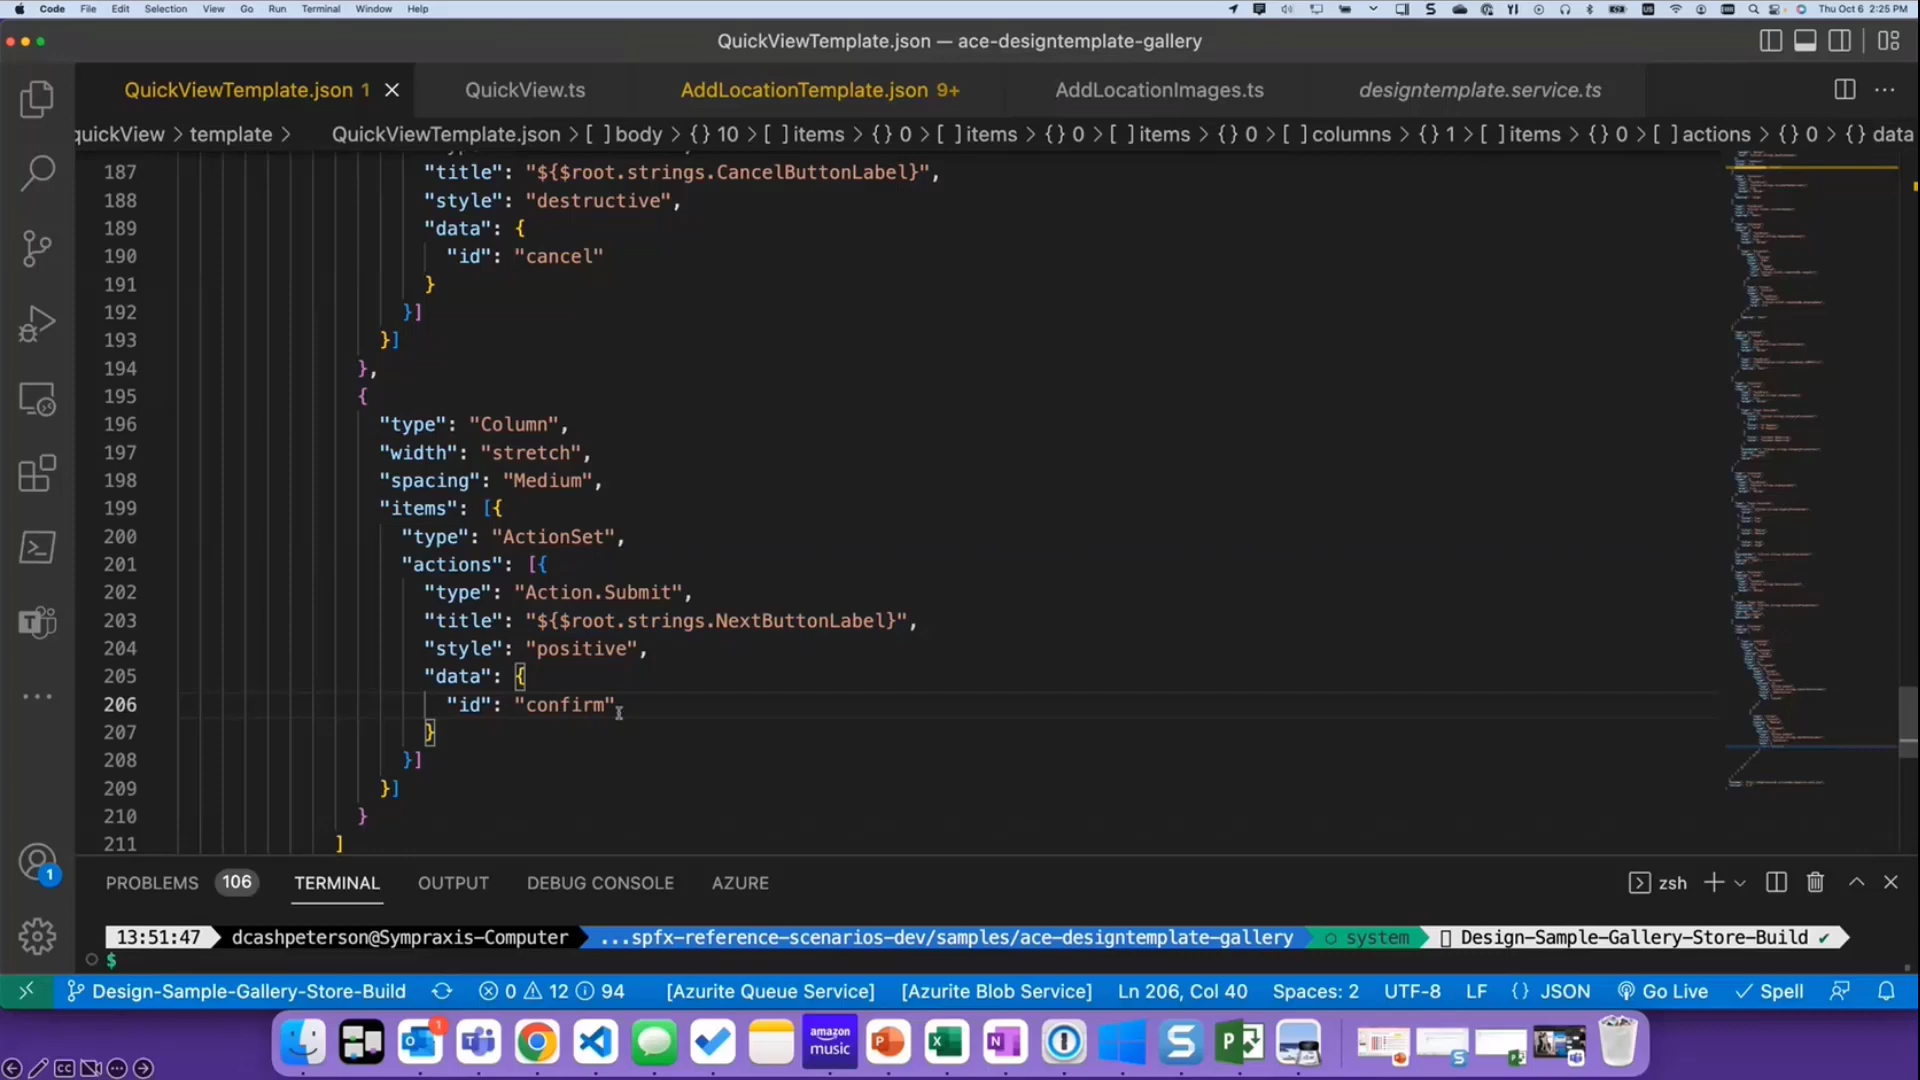 Code File Edit Selection View Go Run Terminal Window Help Thu Oct 6 2:25 PM
QuickViewTemplate.json — ace-designtemplate-gallery
QuickViewTemplate.json 1 QuickView.ts AddLocationTemplate.json 9+ AddLocationImages.ts designtemplate.service.ts
quickView > template > QuickViewTemplate.json > [ ] body > {} 10 > [ ] items > {} 0 > [ ] items > {} 0 > [ ] items > {} 0 > [ ] columns > {} 1 > [ ] items > {} 0 > [ ] actions > {} 0 > {} data
187 "title": "${$root.strings.CancelButtonLabel}",
188 "style": "destructive",
189 "data": {
190 "id": "cancel"
191 }
192 }]
193 }]
194 },
195 {
196 "type": "Column",
197 "width": "stretch",
198 "spacing": "Medium",
199 "items": [{
200 "type": "ActionSet",
201 "actions": [{
202 "type": "Action.Submit",
203 "title": "${$root.strings.NextButtonLabel}",
204 "style": "positive",
205 "data": {
206 "id": "confirm"
207 }
208 }]
209 }]
210 }
211 ]
PROBLEMS 106 TERMINAL OUTPUT DEBUG CONSOLE AZURE zsh
13:51:47 dcashpeterson@Sympraxis-Computer ...spfx-reference-scenarios-dev/samples/ace-designtemplate-gallery system Design-Sample-Gallery-Store-Build ✔
$
Design-Sample-Gallery-Store-Build 0 12 94 [Azurite Queue Service] [Azurite Blob Service] Ln 206, Col 40 Spaces: 2 UTF-8 LF {} JSON Go Live ✓ Spell
1
amazon music